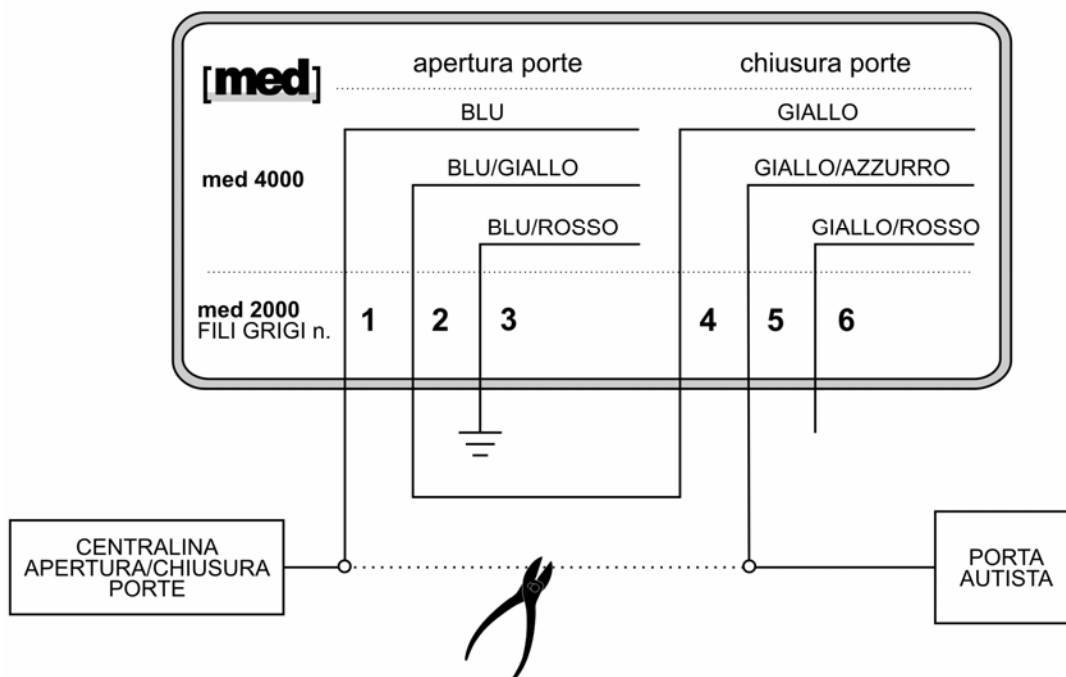 [med]
apertura porte
chiusura porte
BLU
GIALLO
med 4000
BLU/GIALLO
GIALLO/AZZURRO
BLU/ROSSO
GIALLO/ROSSO
med 2000
FILI GRIGI n.
1
2
3
4
5
6
CENTRALINA
APERTURA/CHIUSURA
PORTE
PORTA
AUTISTA